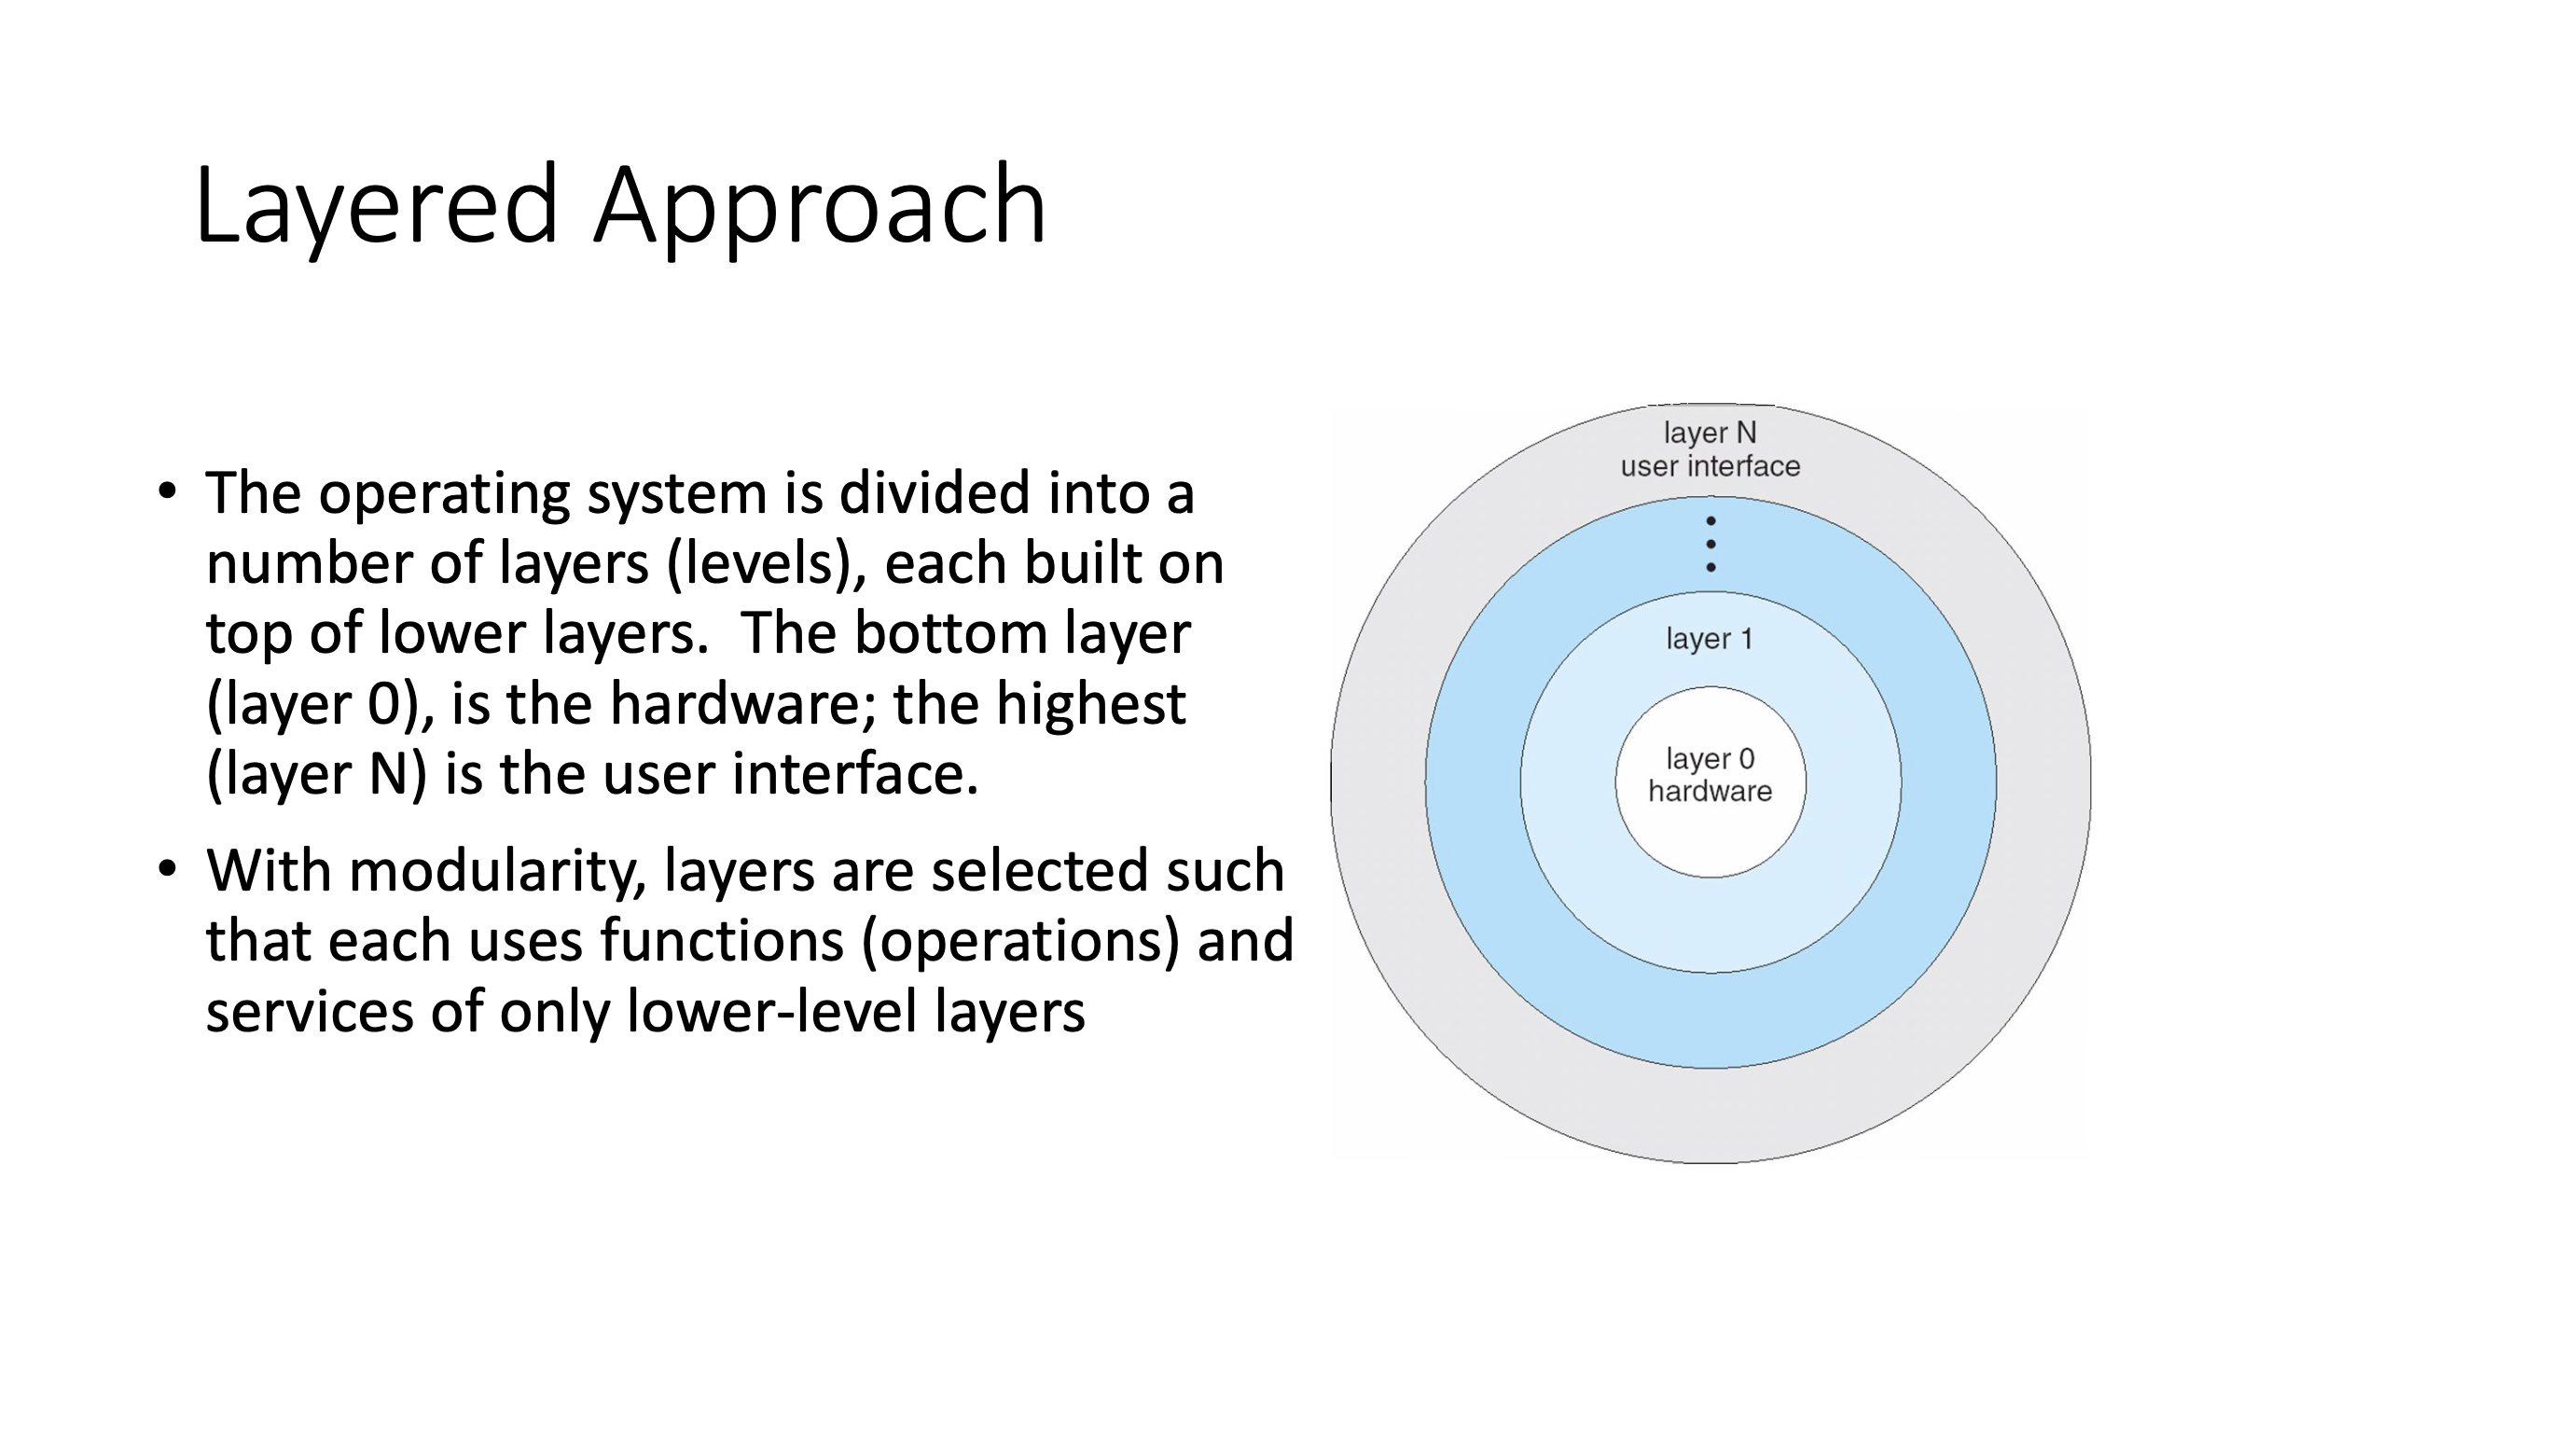 Layered Approach
• The operating system is divided into a
number of layers (levels), each built on
top of lower layers.  The bottom layer
(layer 0), is the hardware; the highest
(layer N) is the user interface.
• With modularity, layers are selected such
that each uses functions (operations) and
services of only lower-level layers
layer N
user interface
layer 1
layer 0
hardware